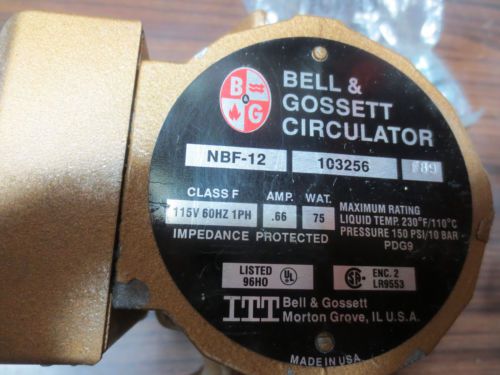 B
G
BELL &
GOSSETT
CIRCULATOR
NBF-12 103256 F89
CLASS F AMP. WAT.
115V 60HZ 1PH .66 75
IMPEDANCE PROTECTED
MAXIMUM RATING
LIQUID TEMP. 230°F/110°C
PRESSURE 150 PSI/10 BAR
PDG9
LISTED
96HO
UL
SA
ENC. 2
LR9553
ITT Bell & Gossett
Morton Grove, IL U.S.A.
MADE IN USA